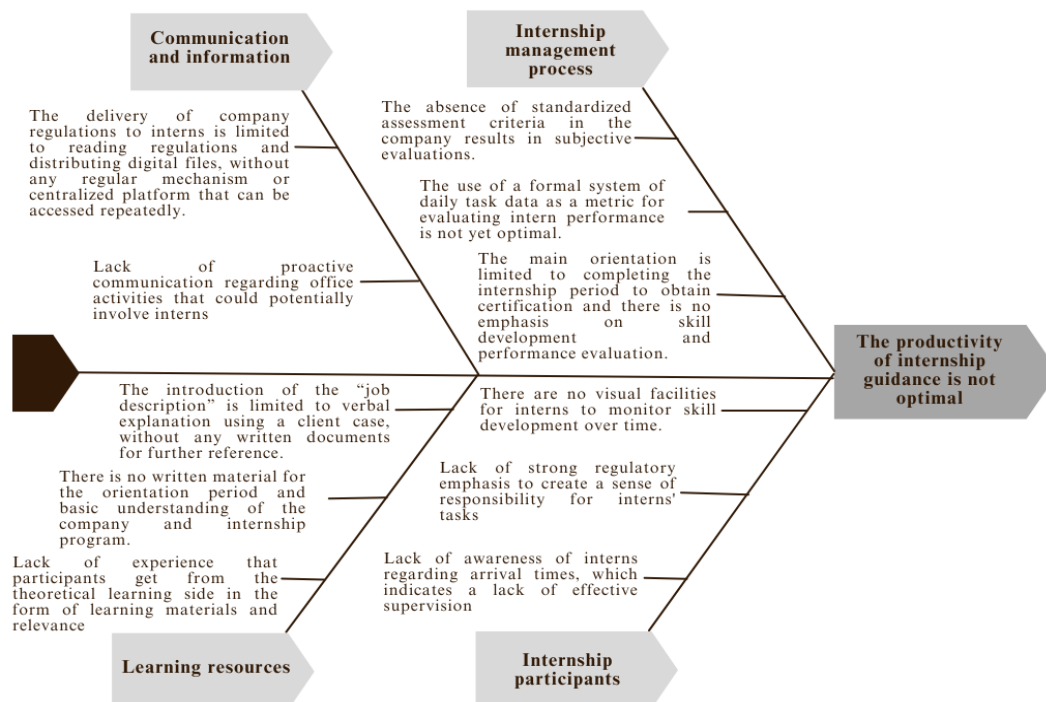 Communication
and information
The delivery of company
regulations to interns is limited
to reading regulations and
distributing digital files, without
any regular mechanism or
centralized platform that can be
accessed repeatedly.
Lack of proactive
communication regarding office
activities that could potentially
involve interns
Internship
management
process
The absence of standardized
assessment criteria in the
company results in subjective
evaluations.
The use of a formal system of
daily task data as a metric for
evaluating intern performance
is not yet optimal.
The main orientation is
limited to completing the
internship period to obtain
certification and there is no
emphasis on skill
development and
performance evaluation.
The productivity
of internship
guidance is not
optimal
The introduction of the “job
description” is limited to verbal
explanation using a client case,
without any written documents
for further reference.
There is no written material for
the orientation period and
basic understanding of the
company and internship
program.
Lack of experience that
participants get from the
theoretical learning side in the
form of learning materials and
relevance
Learning resources
There are no visual facilities
for interns to monitor skill
development over time.
Lack of strong regulatory
emphasis to create a sense of
responsibility for interns'
tasks
Lack of awareness of interns
regarding arrival times, which
indicates a lack of effective
supervision
Internship
participants